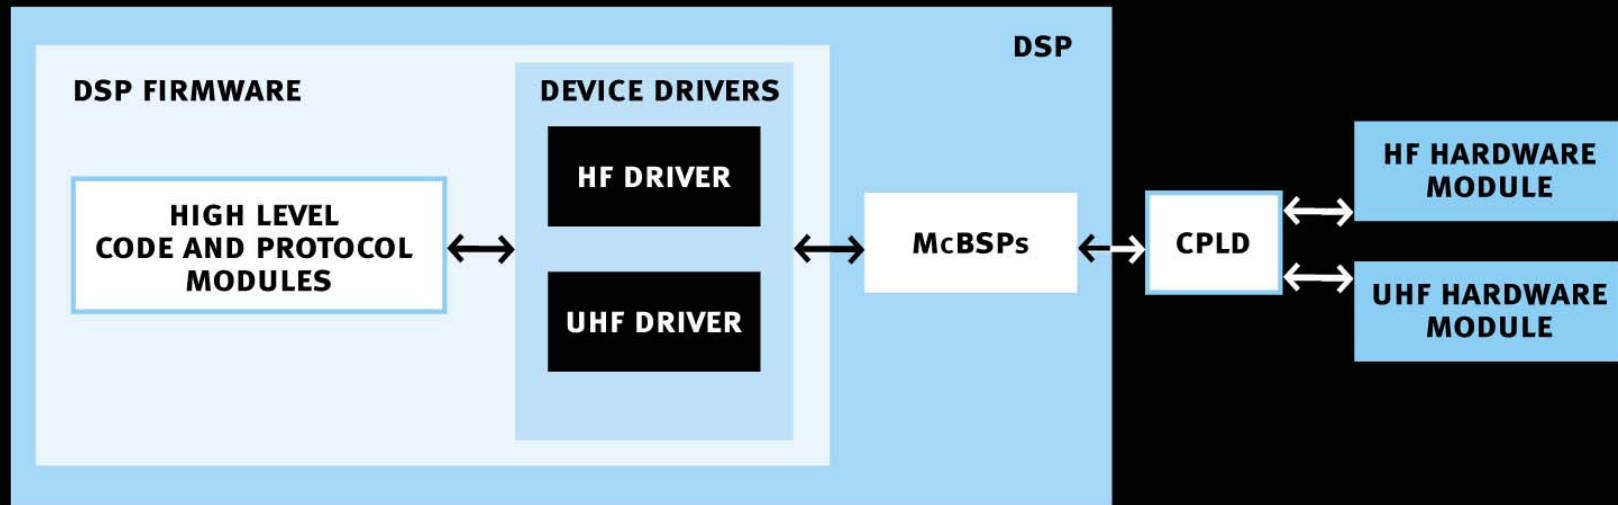 DSP
DSP FIRMWARE
DEVICE DRIVERS
HIGH LEVEL
CODE AND PROTOCOL
MODULES
HF DRIVER
UHF DRIVER
McBSPs
CPLD
HF HARDWARE
MODULE
UHF HARDWARE
MODULE